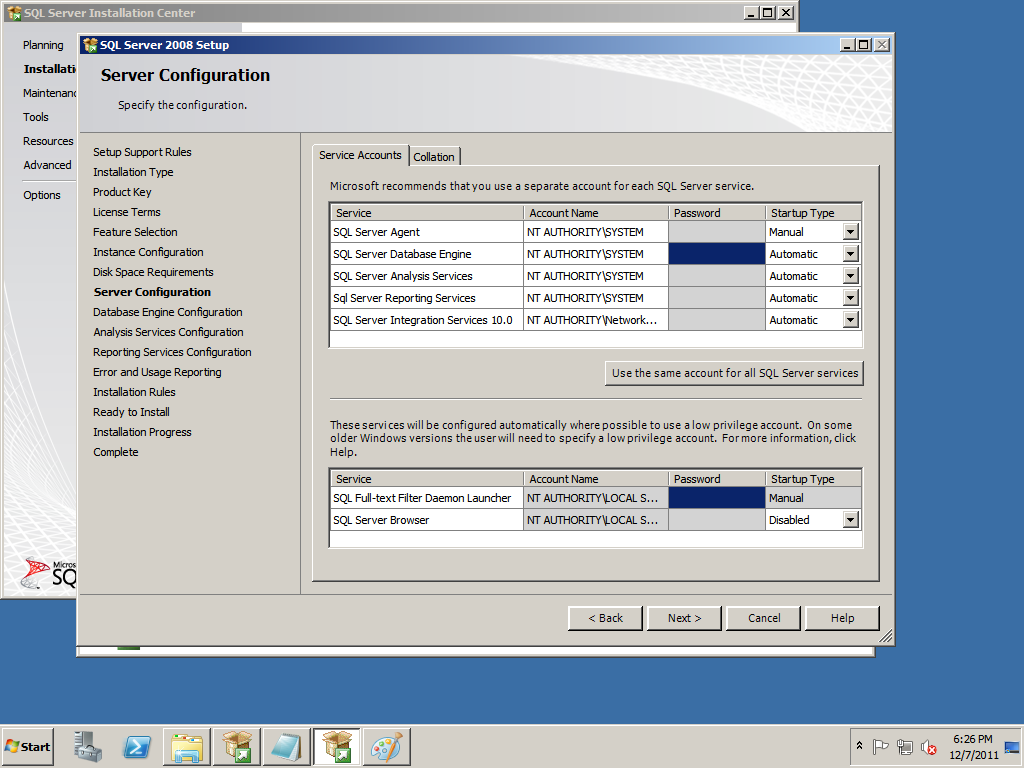 SQL Server Installation Center
Planning
Installati
Maintenanc
Tools
Resources
Advanced
Options
Micros
SQ
SQL Server 2008 Setup
Server Configuration
Specify the configuration.
Setup Support Rules
Installation Type
Product Key
License Terms
Feature Selection
Instance Configuration
Disk Space Requirements
Server Configuration
Database Engine Configuration
Analysis Services Configuration
Reporting Services Configuration
Error and Usage Reporting
Installation Rules
Ready to Install
Installation Progress
Complete
Service Accounts Collation
Microsoft recommends that you use a separate account for each SQL Server service.
Service Account Name Password Startup Type
SQL Server Agent NT AUTHORITY\SYSTEM Manual
SQL Server Database Engine NT AUTHORITY\SYSTEM Automatic
SQL Server Analysis Services NT AUTHORITY\SYSTEM Automatic
Sql Server Reporting Services NT AUTHORITY\SYSTEM Automatic
SQL Server Integration Services 10.0 NT AUTHORITY\Network... Automatic
Use the same account for all SQL Server services
These services will be configured automatically where possible to use a low privilege account. On some
older Windows versions the user will need to specify a low privilege account. For more information, click
Help.
Service Account Name Password Startup Type
SQL Full-text Filter Daemon Launcher NT AUTHORITY\LOCAL S... Manual
SQL Server Browser NT AUTHORITY\LOCAL S... Disabled
< Back Next > Cancel Help
Start
6:26 PM
12/7/2011